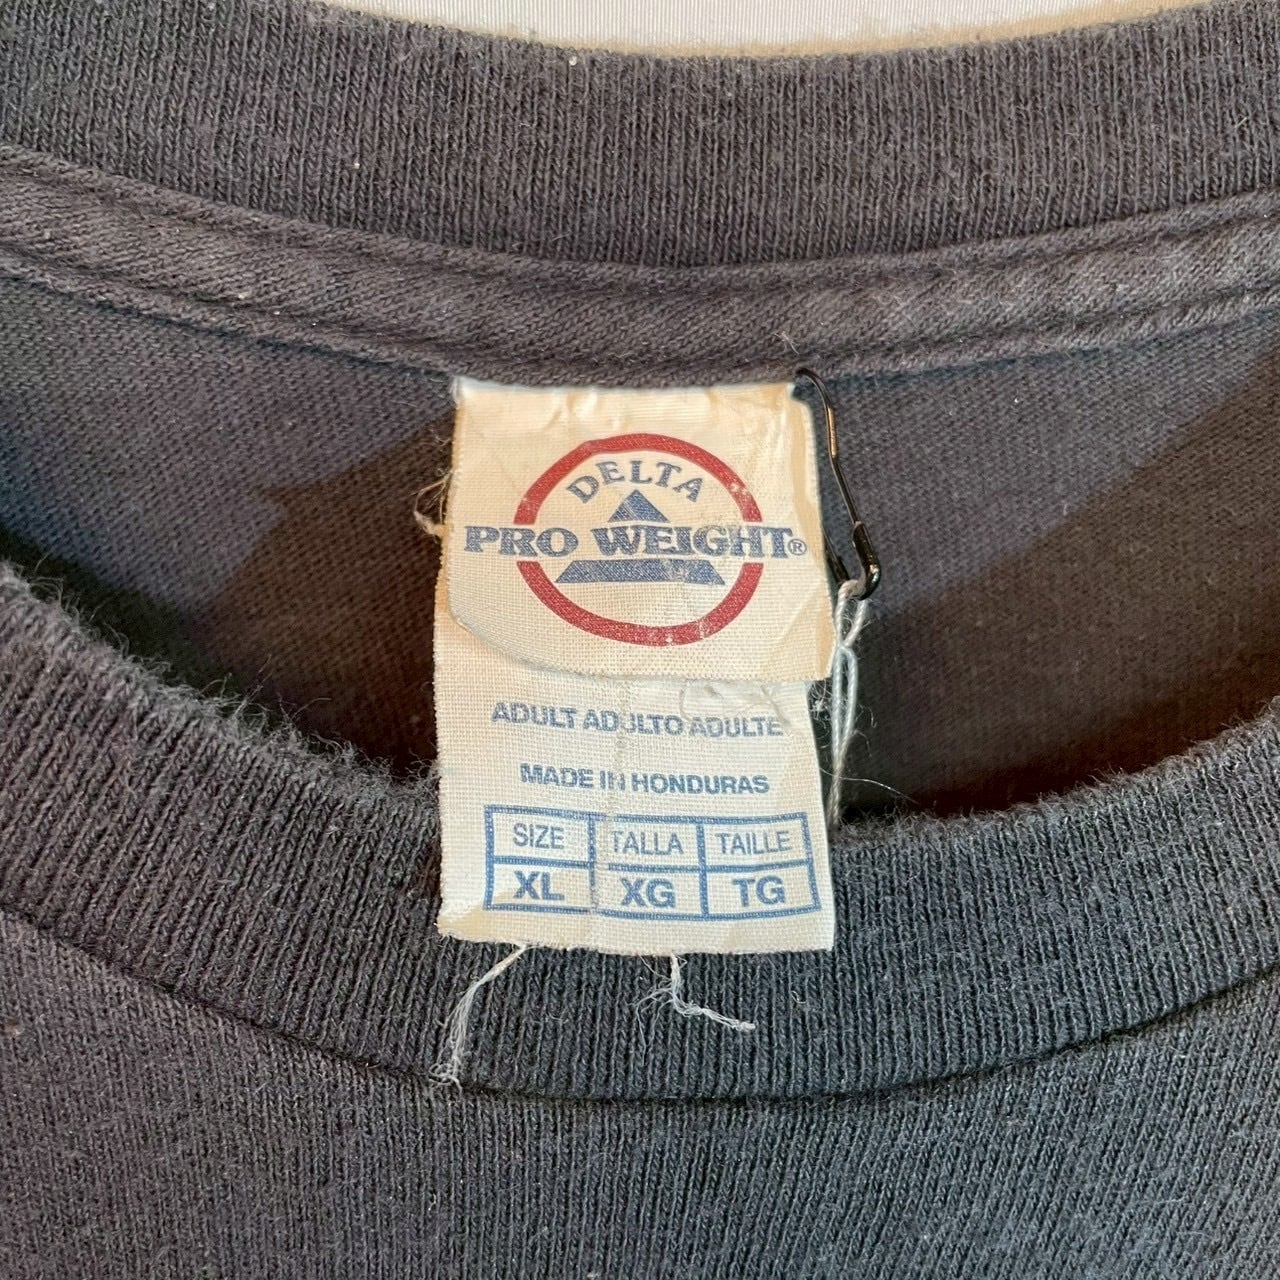 DELTA
PRO WEIGHT®
ADULT ADULTO ADULTE
MADE IN HONDURAS
SIZE TALLA TAILLE
XL XG TG